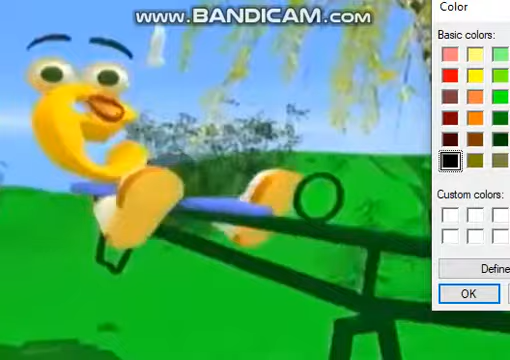 WWW.BANDICAM.COM
Color
Basic colors:
Custom colors:
Define
OK